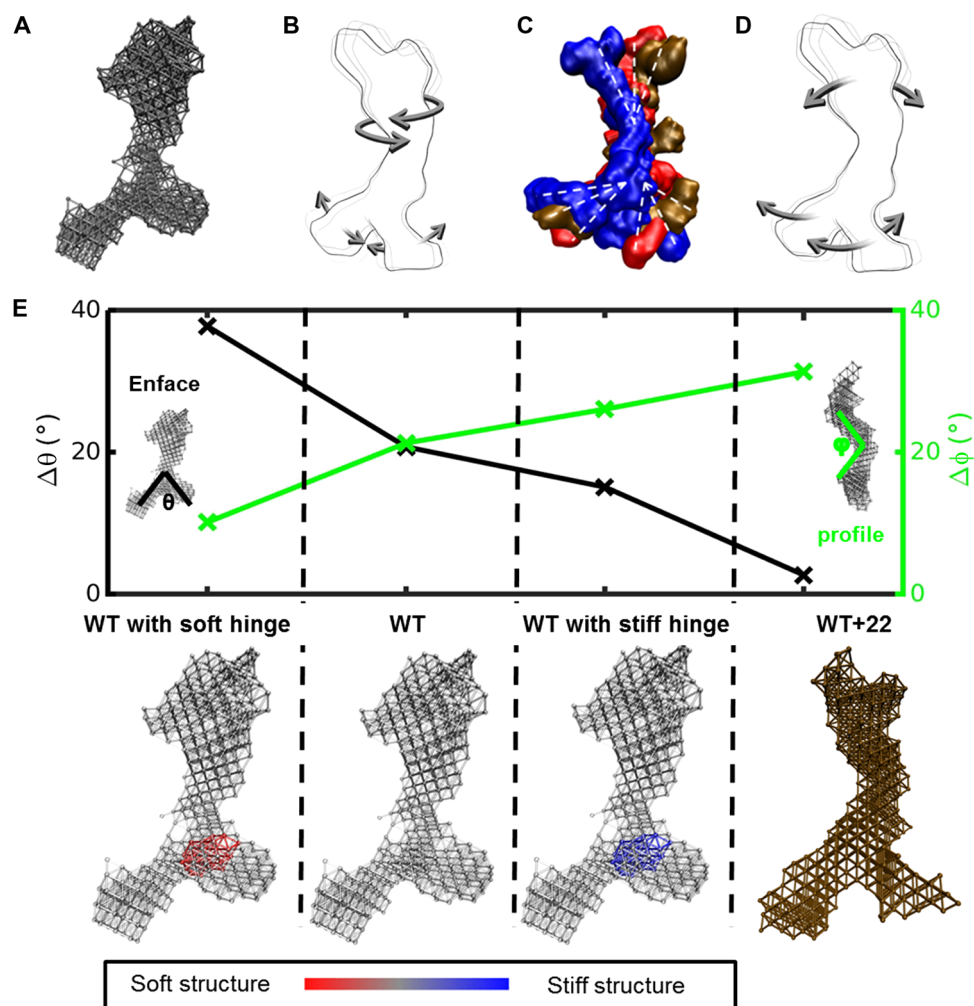 A
B
C
D
E
40
40
Enface
Δθ (°)
20
20
Δϕ (°)
θ
φ
profile
0
0
WT with soft hinge
WT
WT with stiff hinge
WT+22
Soft structure
Stiff structure